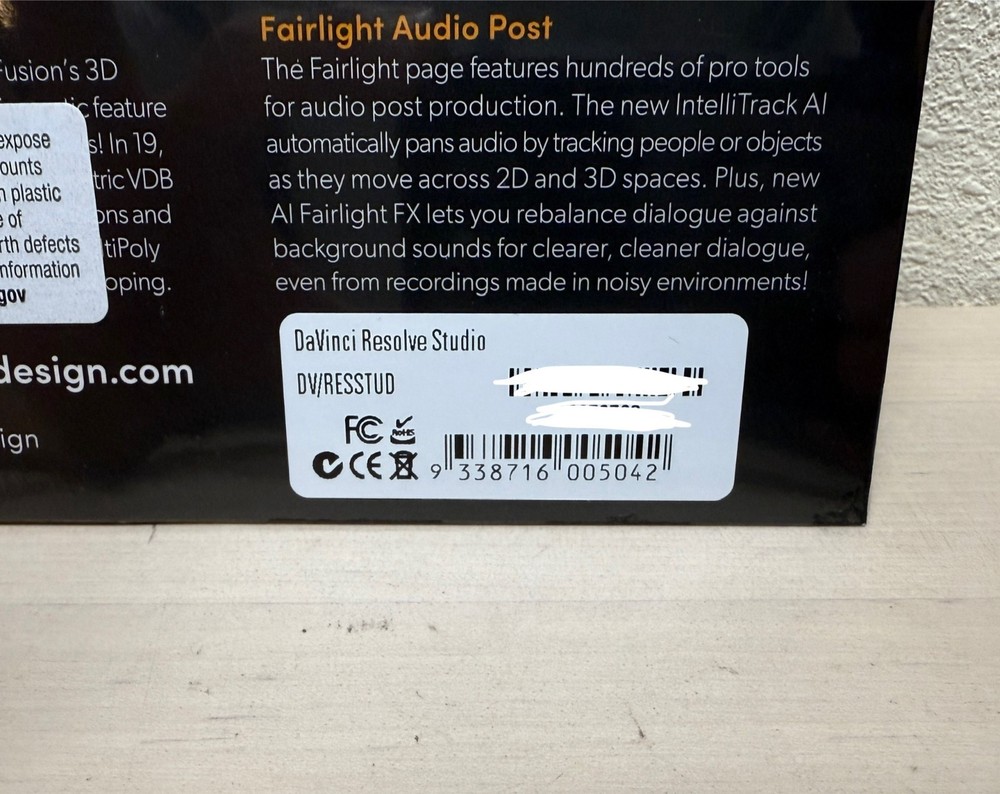 Fusion's 3D
feature
s! In 19,
tric VDB
ons and
tiPoly
oping.
expose
ounts
n plastic
e of
rth defects
nformation
gov
design.com
ign
Fairlight Audio Post
The Fairlight page features hundreds of pro tools
for audio post production. The new IntelliTrack AI
automatically pans audio by tracking people or objects
as they move across 2D and 3D spaces. Plus, new
AI Fairlight FX lets you rebalance dialogue against
background sounds for clearer, cleaner dialogue,
even from recordings made in noisy environments!
DaVinci Resolve Studio
DV/RESSTUD
FC
RoHS
CE
9 338716 005042